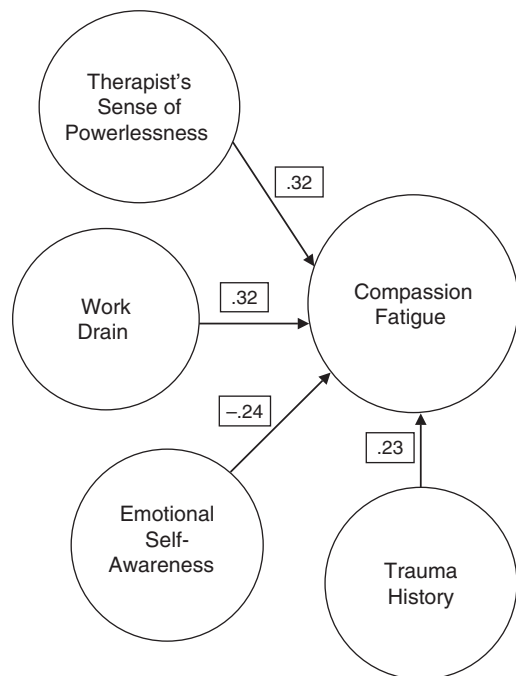 Therapist's
Sense of
Powerlessness
.32
Compassion
Fatigue
Work
Drain
.32
–.24
.23
Emotional
Self-
Awareness
Trauma
History